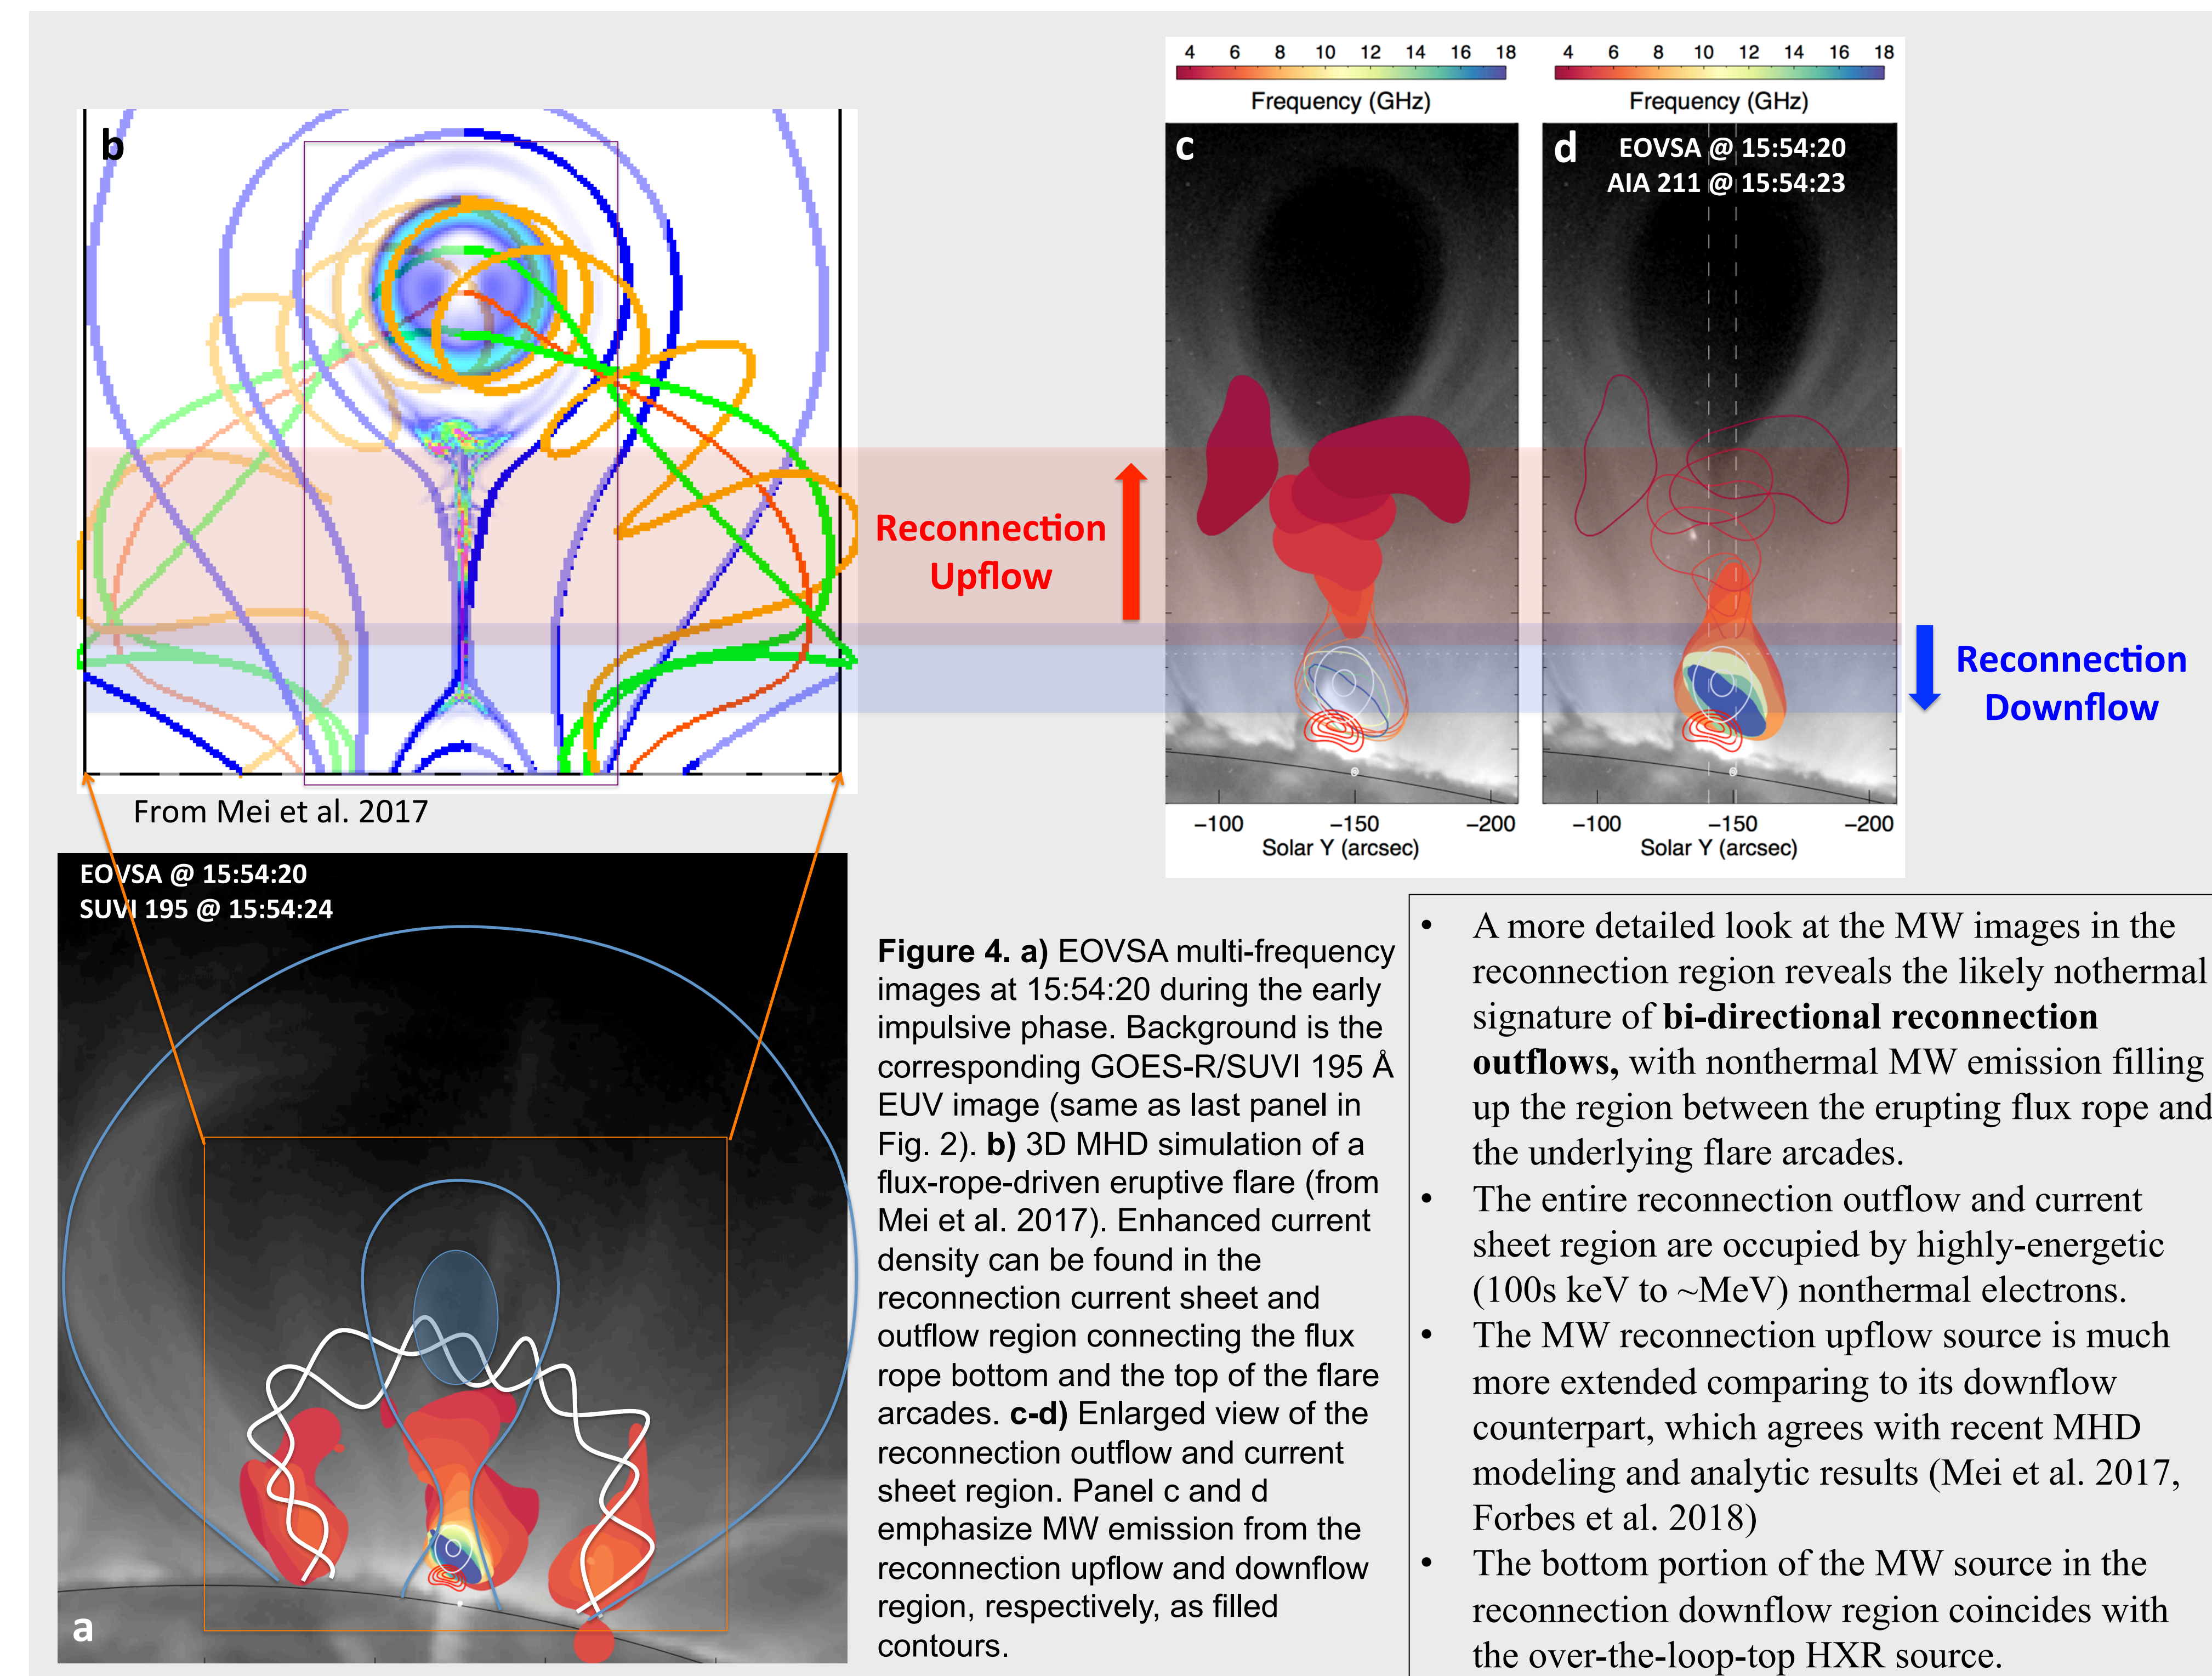 b
From Mei et al. 2017
4 6 8 10 12 14 16 18
Frequency (GHz)
4 6 8 10 12 14 16 18
Frequency (GHz)
c
d
EOVSA @ 15:54:20
AIA 211 @ 15:54:23
Reconnection
Upflow
Reconnection
Downflow
−100 −150 −200
Solar Y (arcsec)
−100 −150 −200
Solar Y (arcsec)
EOVSA @ 15:54:20
SUVI 195 @ 15:54:24
a
Figure 4. a) EOVSA multi-frequency
images at 15:54:20 during the early
impulsive phase. Background is the
corresponding GOES-R/SUVI 195 Å
EUV image (same as last panel in
Fig. 2). b) 3D MHD simulation of a
flux-rope-driven eruptive flare (from
Mei et al. 2017). Enhanced current
density can be found in the
reconnection current sheet and
outflow region connecting the flux
rope bottom and the top of the flare
arcades. c-d) Enlarged view of the
reconnection outflow and current
sheet region. Panel c and d
emphasize MW emission from the
reconnection upflow and downflow
region, respectively, as filled
contours.
• A more detailed look at the MW images in the
reconnection region reveals the likely nothermal
signature of bi-directional reconnection
outflows, with nonthermal MW emission filling
up the region between the erupting flux rope and
the underlying flare arcades.
• The entire reconnection outflow and current
sheet region are occupied by highly-energetic
(100s keV to ~MeV) nonthermal electrons.
• The MW reconnection upflow source is much
more extended comparing to its downflow
counterpart, which agrees with recent MHD
modeling and analytic results (Mei et al. 2017,
Forbes et al. 2018)
• The bottom portion of the MW source in the
reconnection downflow region coincides with
the over-the-loop-top HXR source.